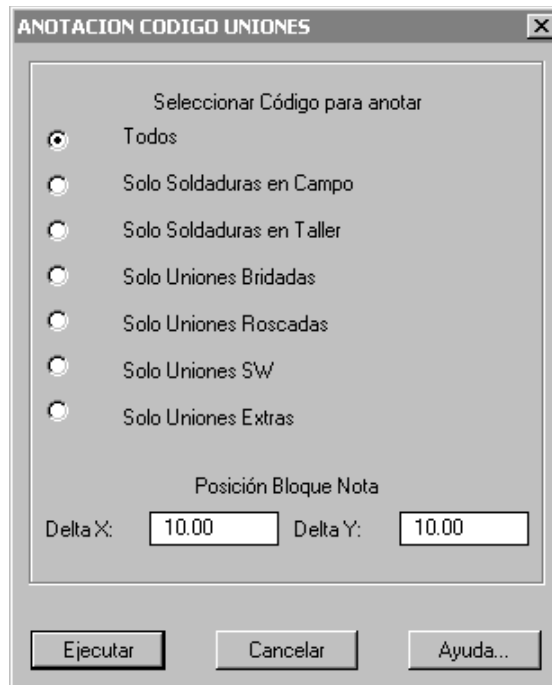 ANOTACION CODIGO UNIONES
Seleccionar Código para anotar
Todos
Solo Soldaduras en Campo
Solo Soldaduras en Taller
Solo Uniones Bridadas
Solo Uniones Roscadas
Solo Uniones SW
Solo Uniones Extras
Posición Bloque Nota
Delta X: 10.00 Delta Y: 10.00
Ejecutar Cancelar Ayuda...